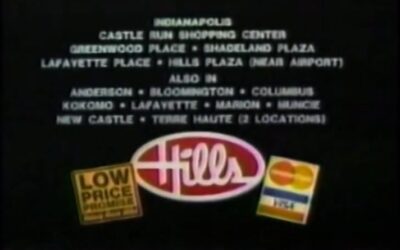 INDIANAPOLIS
CASTLE RUN SHOPPING CENTER
GREENWOOD PLACE • SHADELAND PLAZA
LAFAYETTE PLACE • HILLS PLAZA (NEAR AIRPORT)
ALSO IN
ANDERSON • BLOOMINGTON • COLUMBUS
KOKOMO • LAFAYETTE • MARION • MUNCIE
NEW CASTLE • TERRE HAUTE (2 LOCATIONS)
Hills
LOW
PRICE
PROMISE
VISA